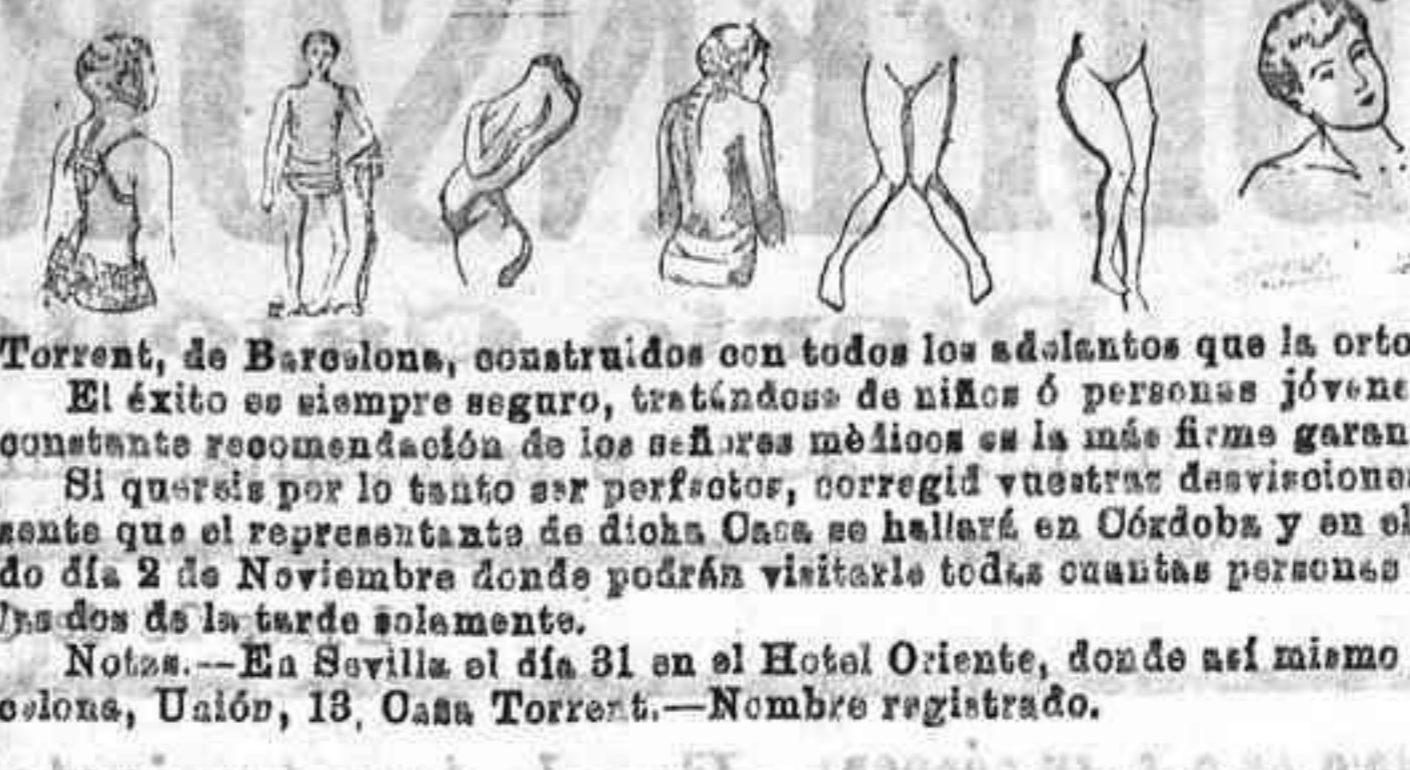 Torrent, de Barcelona, construidos con todos los adelantos que la orto
El éxito es siempre seguro, tratándose de niños ó personas jóvene
constante recomendación de los señores mèdicos es la más firme garan
Si quereis por lo tanto ser perfectos, corregid vuestras desviaciones
sente que el representante de dicha Casa se hallará en Córdoba y en el
do día 2 de Noviembre donde podrán visitarle todas cuantas personas
las dos de la tarde solamente.
Notas.—En Sevilla el día 31 en el Hotel Oriente, donde así mismo
celona, Unión, 13, Casa Torrent.—Nombre registrado.